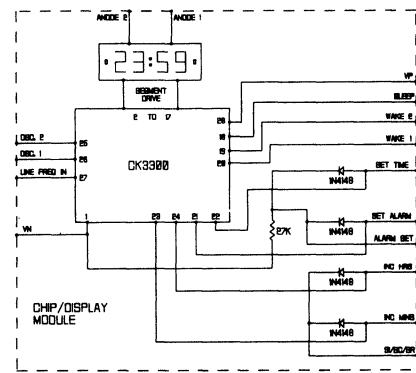 ANODE 2 ANODE 1
23:59
SEGMENT
DRIVE
2 TO 17
VP
SLEEP
WAKE 2
WAKE 1
28
18
19
20
OSC. 2
OSC. 1
LINE FREQ IN
25
26
27
CK3300
SET TIME
1N4148
1 23 24 21 22
SET ALARM
1N4148
ALARM SET
VN
27K
INC HRS
1N4148
CHIP/DISPLAY
MODULE
INC MINS
1N4148